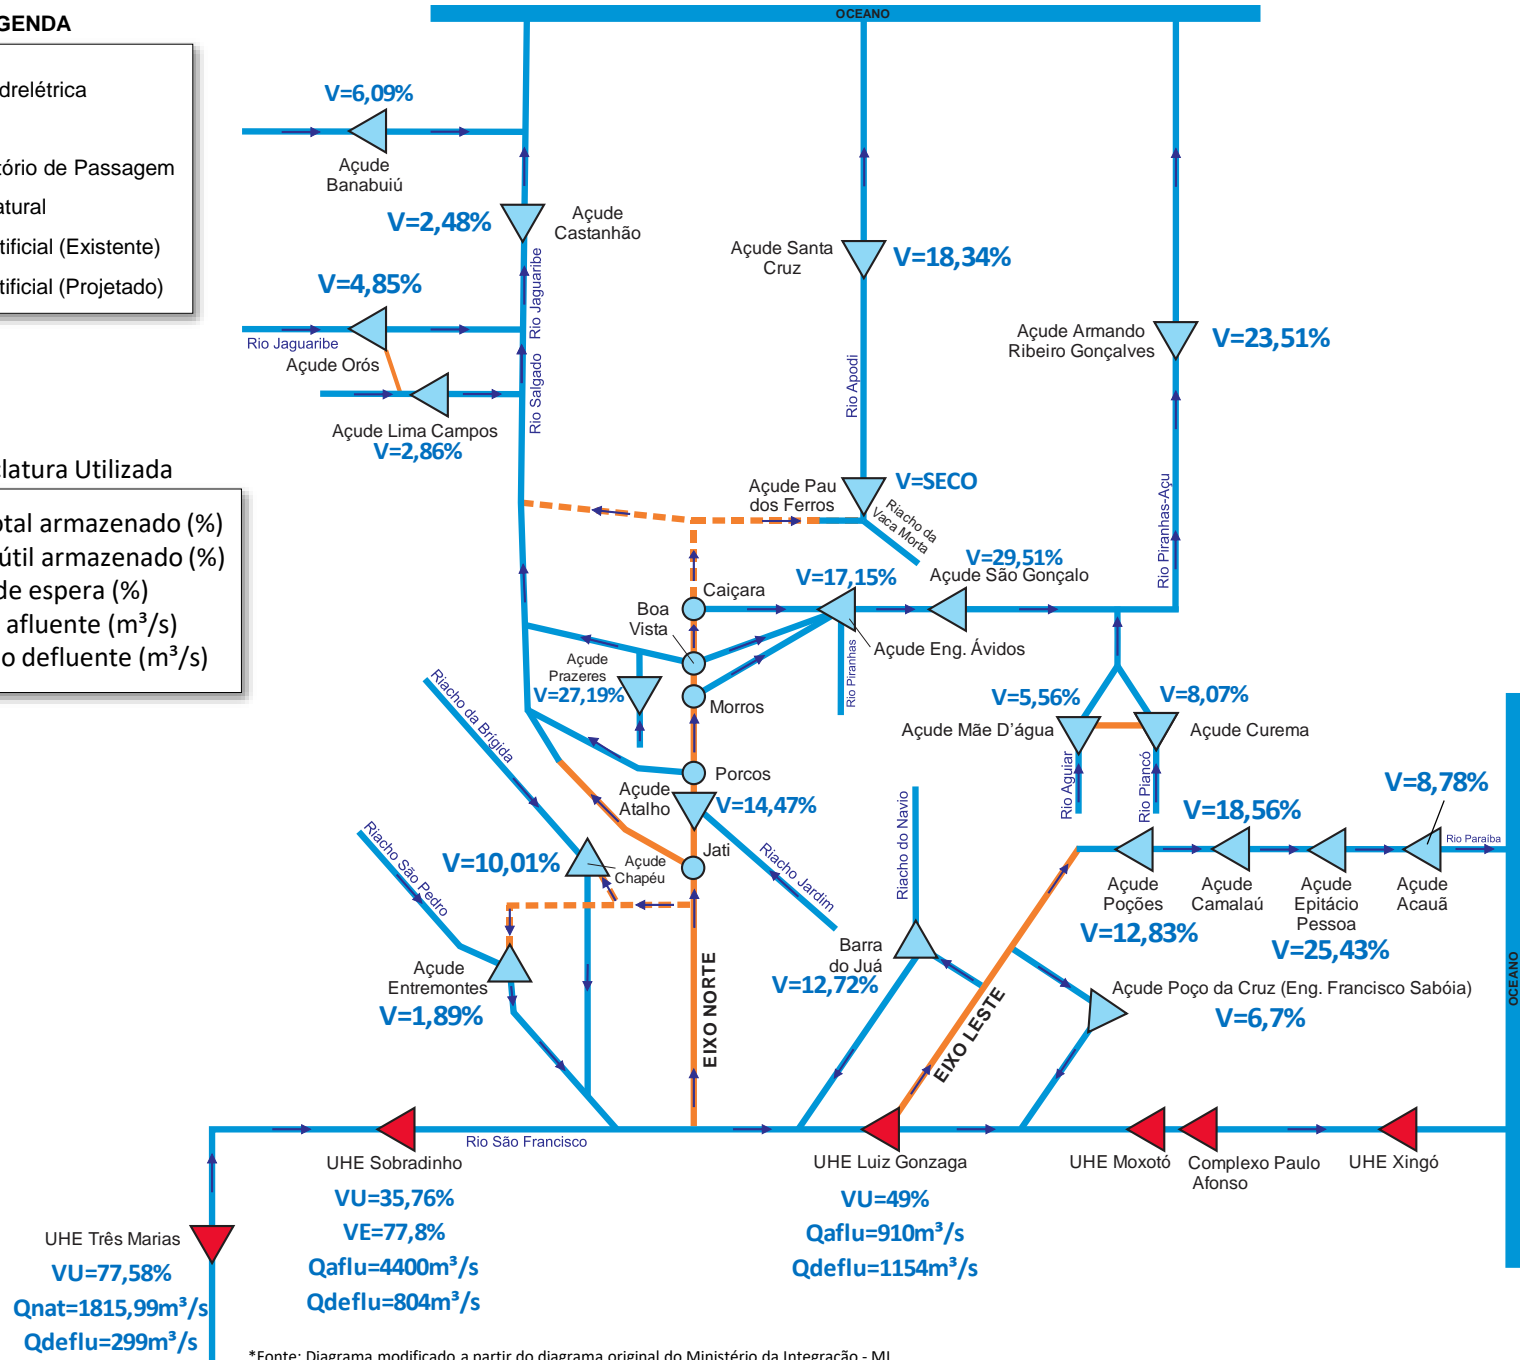 OCEANO
GENDA
drelétrica
tório de Passagem
atural
tificial (Existente)
tificial (Projetado)
V=6,09%
Açude
Banabuiú
V=2,48%
Açude
Castanhão
Rio Jaguaribe
V=4,85%
Rio Jaguaribe
Açude Orós
Rio Salgado
Açude Lima Campos
V=2,86%
Açude Santa
Cruz
V=18,34%
Rio Apodi
Açude Armando
Ribeiro Gonçalves
V=23,51%
Rio Piranhas-Açu
clatura Utilizada
otal armazenado (%)
útil armazenado (%)
de espera (%)
afluente (m³/s)
o defluente (m³/s)
Açude Pau
dos Ferros
V=SECO
Riacho da
Vaca Morta
V=29,51%
Açude São Gonçalo
V=17,15%
Caiçara
Boa
Vista
Açude Eng. Ávidos
Rio Piranhas
Açude
Prazeres
V=27,19%
Morros
Riacho da Brígida
Porcos
V=5,56%
V=8,07%
Açude Mãe D'água
Açude Curema
Rio Aguiar
Rio Piancó
Açude
Atalho
V=14,47%
V=8,78%
V=18,56%
Riacho do Navio
Rio Paraíba
Riacho São Pedro
V=10,01%
Açude
Chapéu
Jati
Riacho Jardim
Açude
Poções
Açude
Camalaú
Açude
Epitácio
Pessoa
Açude
Acauã
V=12,83%
V=25,43%
Barra
do Juá
V=12,72%
Açude
Entremontes
V=1,89%
EIXO NORTE
EIXO LESTE
Açude Poço da Cruz (Eng. Francisco Sabóia)
V=6,7%
OCEANO
Rio São Francisco
UHE Sobradinho
VU=35,76%
VE=77,8%
Qaflu=4400m³/s
Qdeflu=804m³/s
UHE Luiz Gonzaga
VU=49%
Qaflu=910m³/s
Qdeflu=1154m³/s
UHE Moxotó
Complexo Paulo
Afonso
UHE Xingó
UHE Três Marias
VU=77,58%
Qnat=1815,99m³/s
Qdeflu=299m³/s
*Fonte: Diagrama modificado a partir do diagrama original do Ministério da Integração - MI